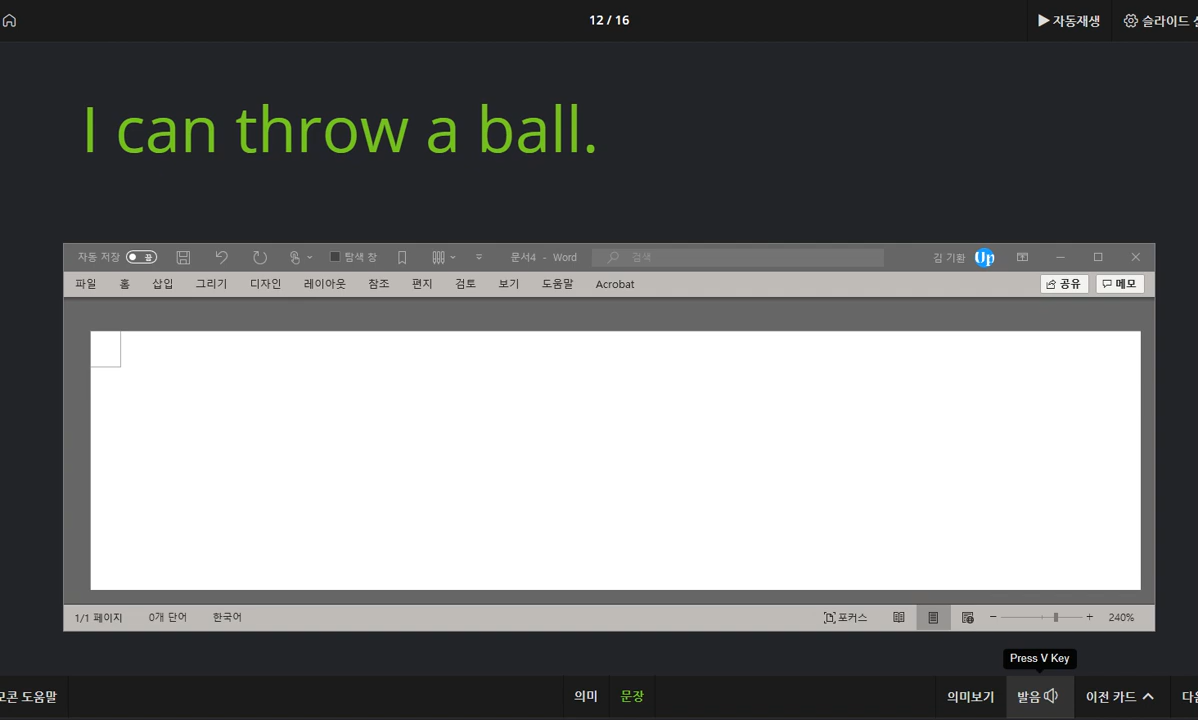 12 / 16
▶ 자동재생
슬라이드
I can throw a ball.
자동 저장 끔
탐색 창
문서4 - Word
검색
김 기환
Up
파일 홈 삽입 그리기 디자인 레이아웃 참조 편지 검토 보기 도움말 Acrobat
공유
메모
1/1 페이지 0개 단어 한국어
포커스
− + 240%
Press V Key
도움말
의미 문장
의미보기 발음 이전 카드